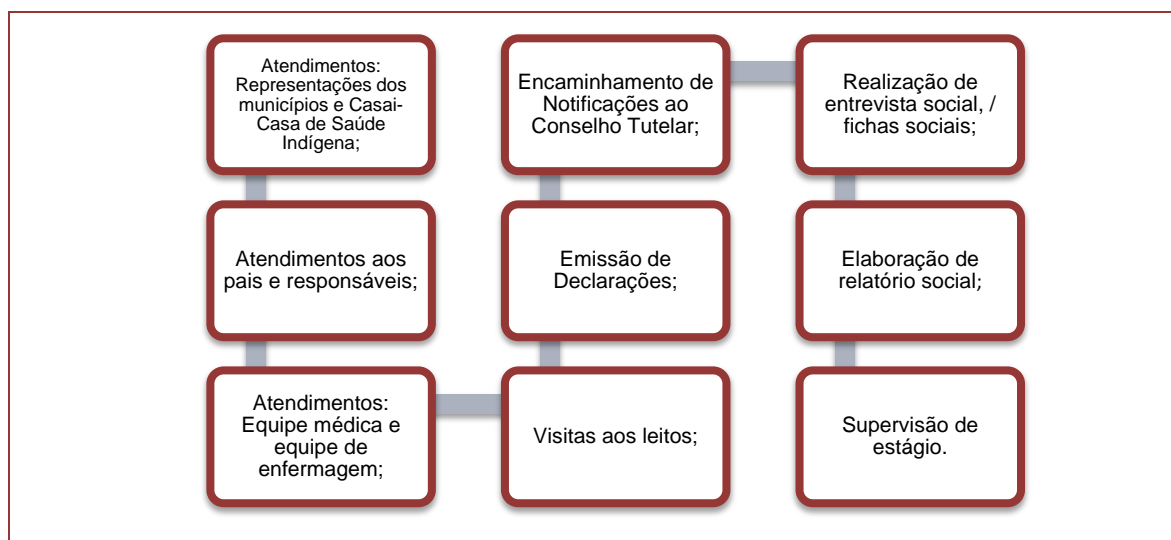 Atendimentos:
Representações dos
municípios e Casai-
Casa de Saúde
Indígena;
Atendimentos aos
pais e responsáveis;
Atendimentos:
Equipe médica e
equipe de
enfermagem;
Visitas aos leitos;
Emissão de
Declarações;
Encaminhamento de
Notificações ao
Conselho Tutelar;
Realização de
entrevista social, /
fichas sociais;
Elaboração de
relatório social;
Supervisão de
estágio.